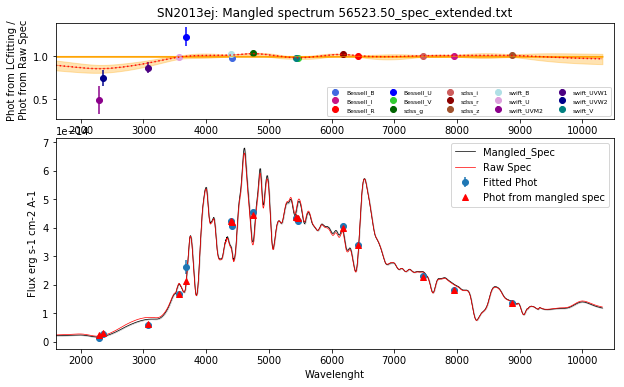 SN2013ej: Mangled spectrum 56523.50_spec_extended.txt
Phot from LCfitting /
Phot from Raw Spec
1.0
0.5
Bessell_B
Bessell_I
Bessell_R
Bessell_U
Bessell_V
sdss_g
sdss_i
sdss_r
sdss_z
swift_B
swift_U
swift_UVM2
swift_UVW1
swift_UVW2
swift_V
2000 3000 4000 5000 6000 7000 8000 9000 10000
1e−14
Flux erg s-1 cm-2 A-1
7
6
5
4
3
2
1
0
Mangled_Spec
Raw Spec
Fitted Phot
Phot from mangled spec
2000 3000 4000 5000 6000 7000 8000 9000 10000
Wavelenght